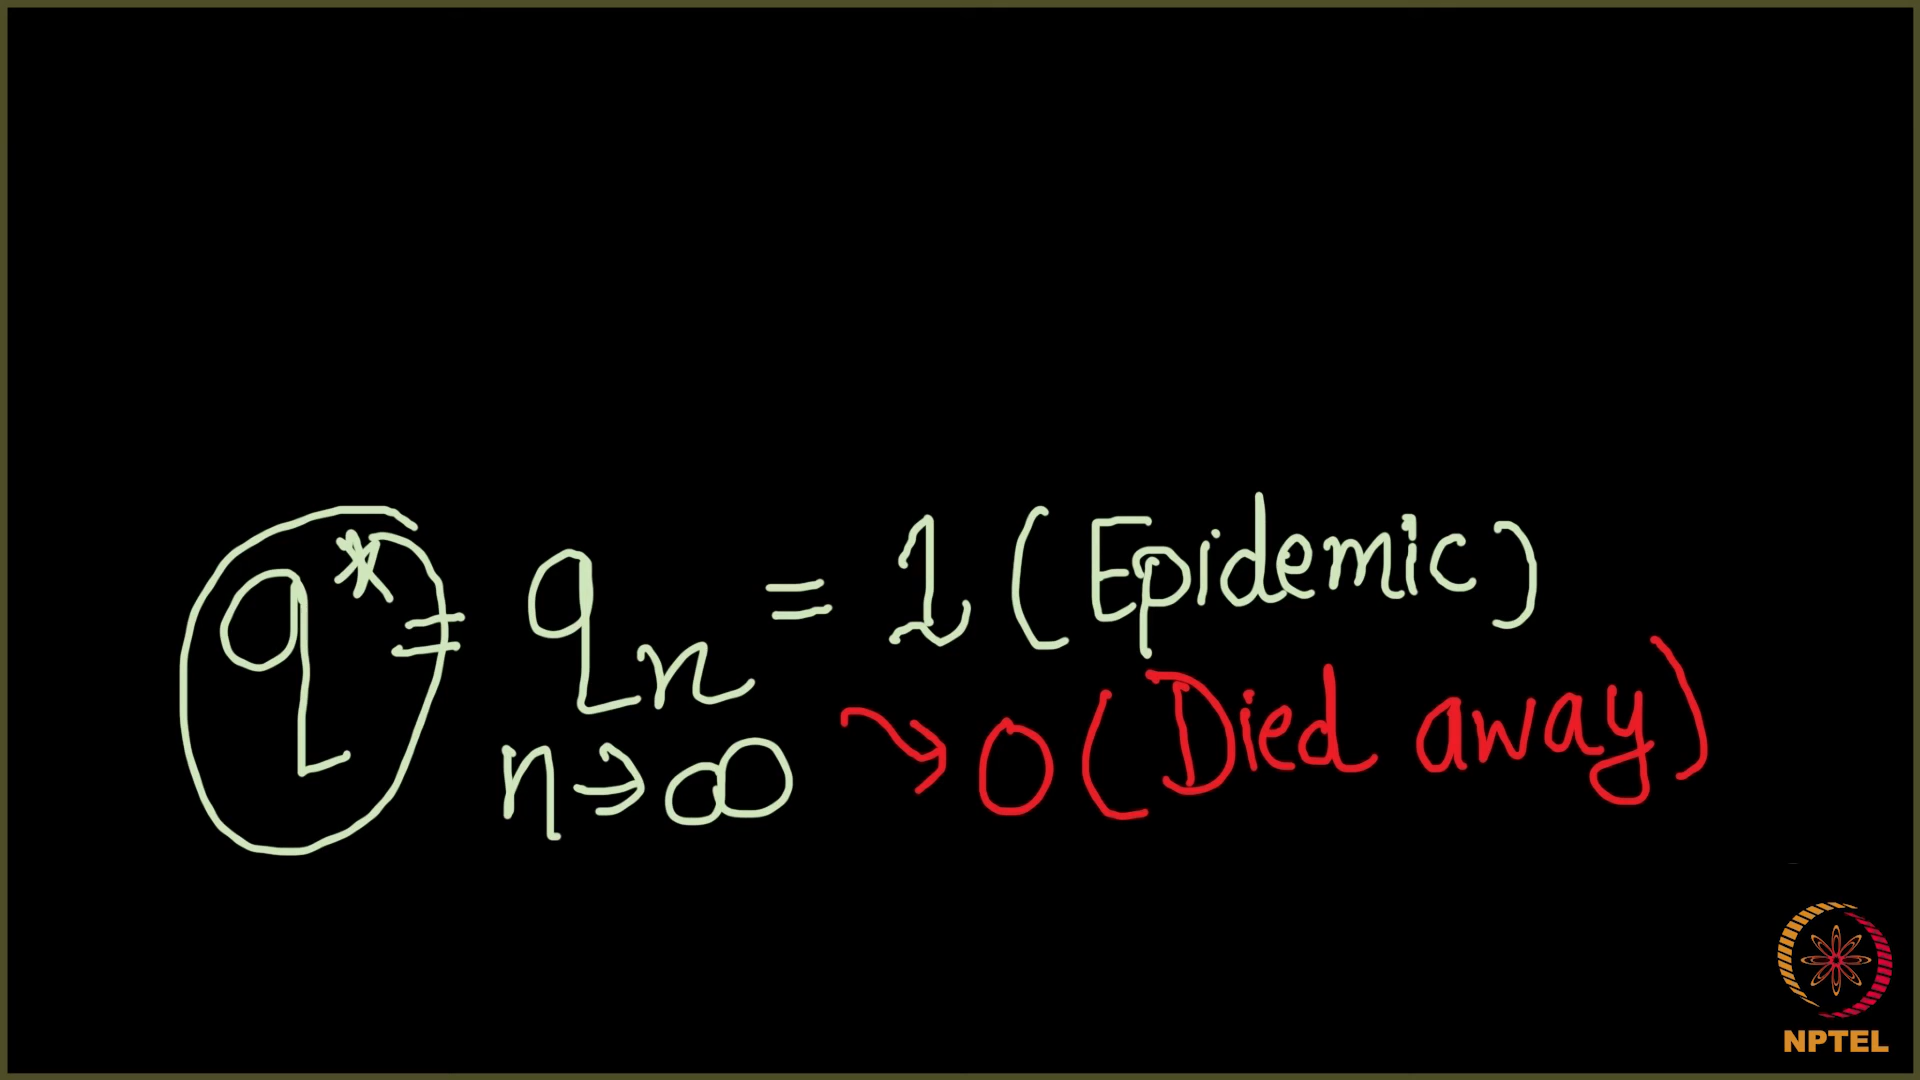 q* = qn = 1 (Epidemic)
n→∞ → 0 (Died away)
NPTEL